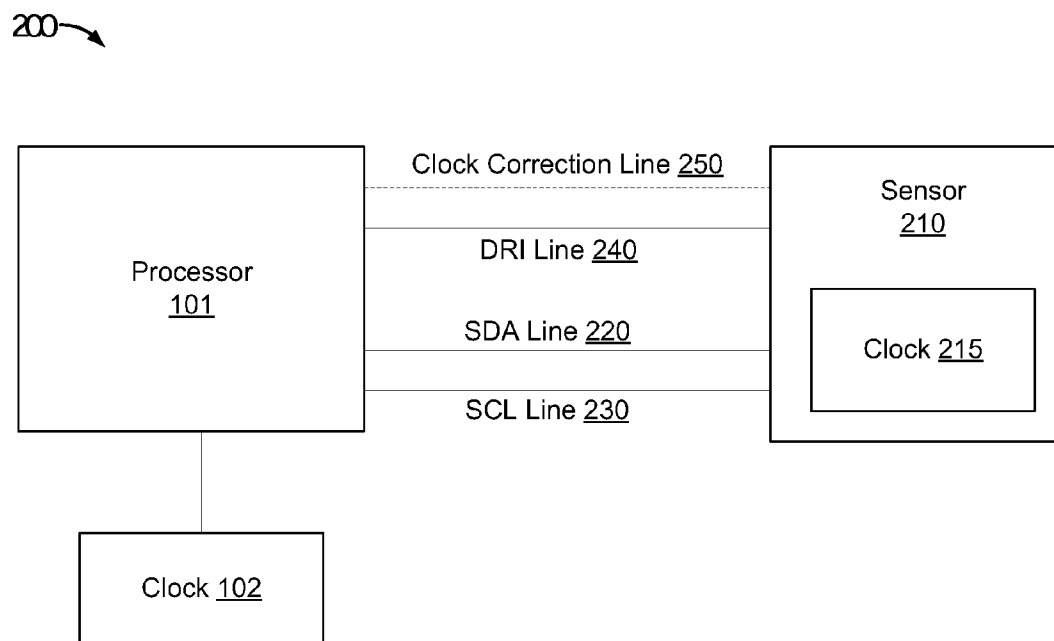 200
Clock Correction Line 250
Sensor
210
DRI Line 240
Processor
101
SDA Line 220
Clock 215
SCL Line 230
Clock 102